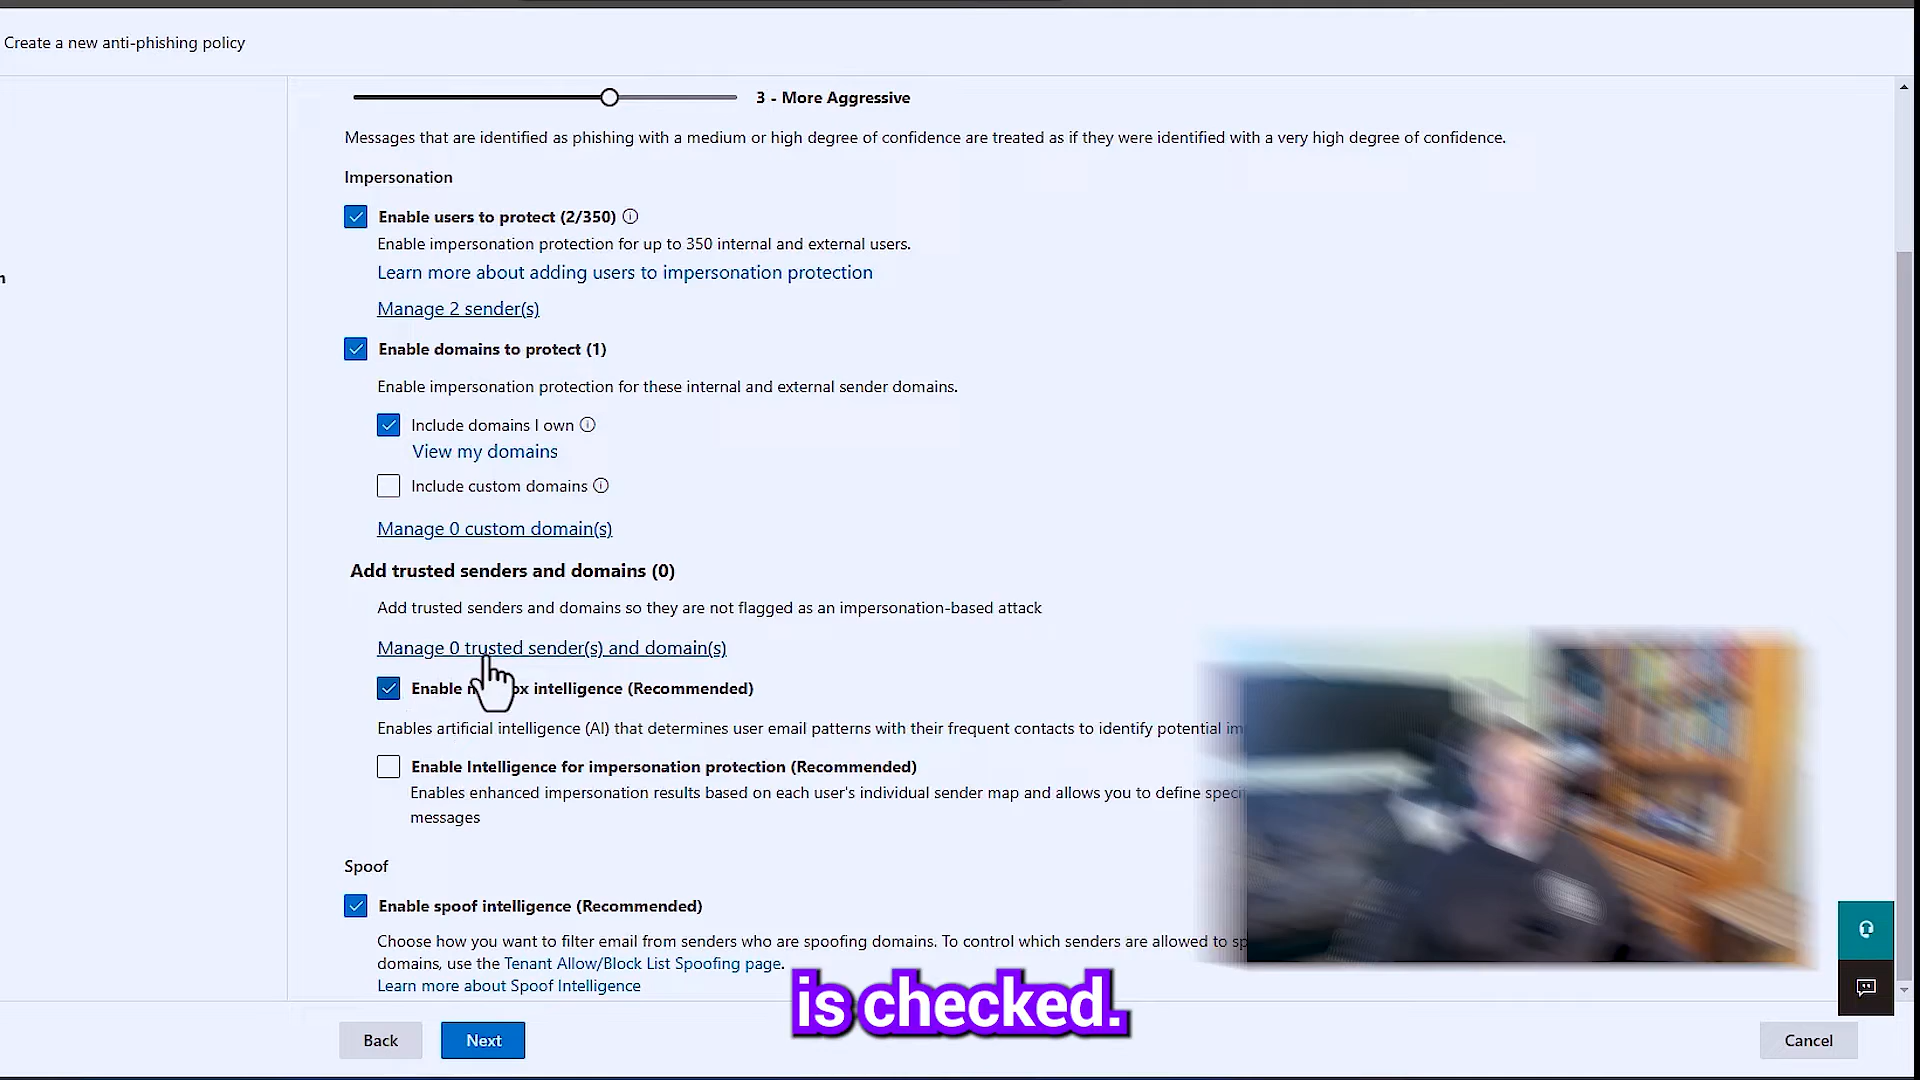 Create a new anti-phishing policy
3 - More Aggressive
Messages that are identified as phishing with a medium or high degree of confidence are treated as if they were identified with a very high degree of confidence.
Impersonation
Enable users to protect (2/350)
Enable impersonation protection for up to 350 internal and external users.
Learn more about adding users to impersonation protection
Manage 2 sender(s)
Enable domains to protect (1)
Enable impersonation protection for these internal and external sender domains.
Include domains I own
View my domains
Include custom domains
Manage 0 custom domain(s)
Add trusted senders and domains (0)
Add trusted senders and domains so they are not flagged as an impersonation-based attack
Manage 0 trusted sender(s) and domain(s)
Enable intelligence (Recommended)
Enables artificial intelligence (AI) that determines user email patterns with their frequent contacts to identify potential
Enable Intelligence for impersonation protection (Recommended)
Enables enhanced impersonation results based on each user's individual sender map and allows you to define
messages
Spoof
Enable spoof intelligence (Recommended)
Choose how you want to filter email from senders who are spoofing domains. To control which senders are allowed to
domains, use the Tenant Allow/Block List Spoofing page.
Learn more about Spoof Intelligence
is checked.
Back
Next
Cancel